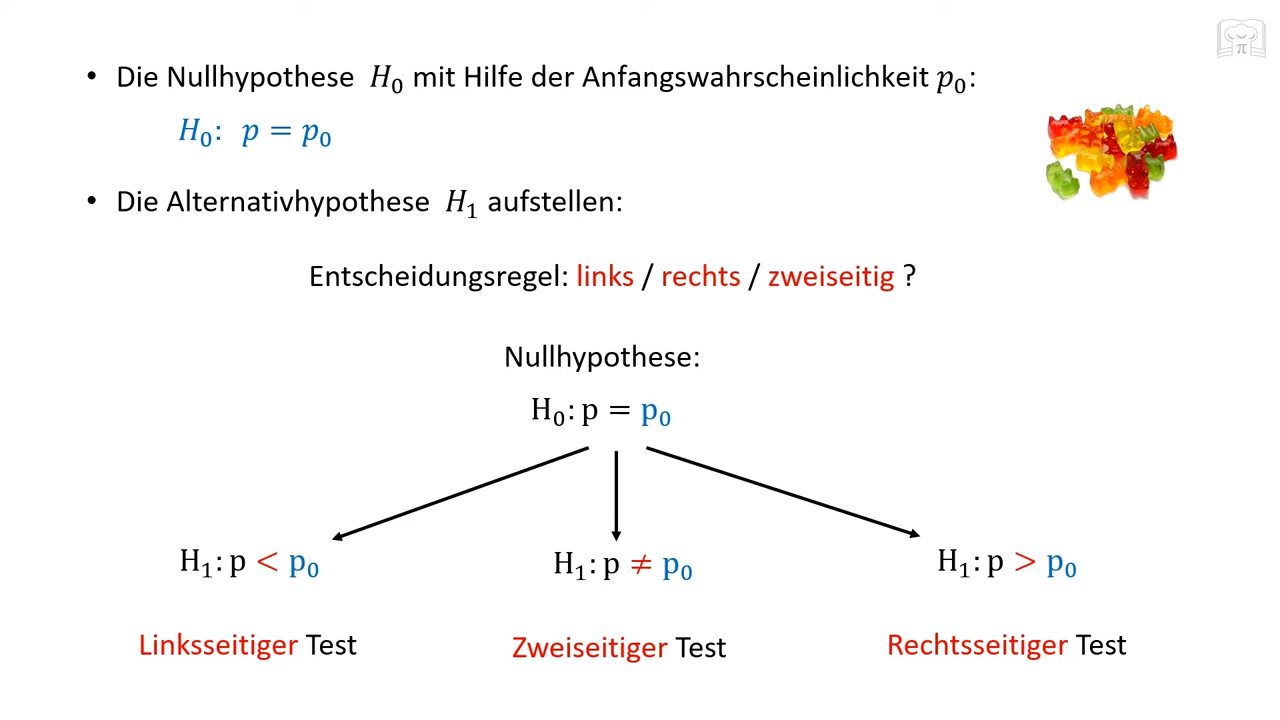 • Die Nullhypothese H₀ mit Hilfe der Anfangswahrscheinlichkeit p₀:
H₀: p = p₀
• Die Alternativhypothese H₁ aufstellen:
Entscheidungsregel: links / rechts / zweiseitig ?
Nullhypothese:
H₀: p = p₀
H₁: p < p₀ H₁: p ≠ p₀ H₁: p > p₀
Linksseitiger Test Zweiseitiger Test Rechtsseitiger Test
π